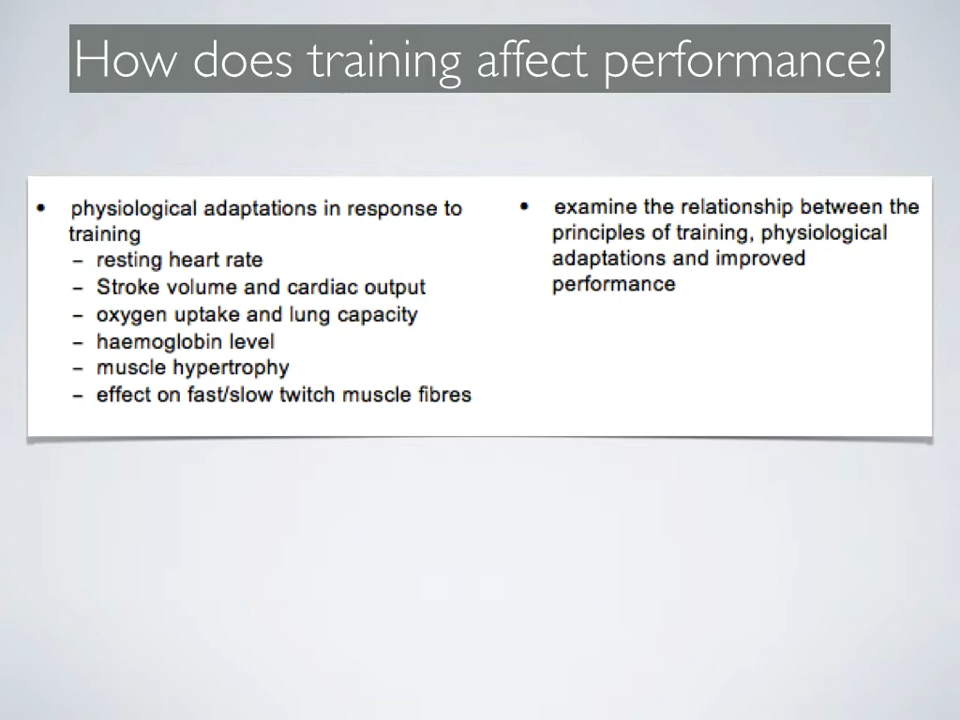 How does training affect performance?
• physiological adaptations in response to
training
– resting heart rate
– Stroke volume and cardiac output
– oxygen uptake and lung capacity
– haemoglobin level
– muscle hypertrophy
– effect on fast/slow twitch muscle fibres
• examine the relationship between the
principles of training, physiological
adaptations and improved
performance